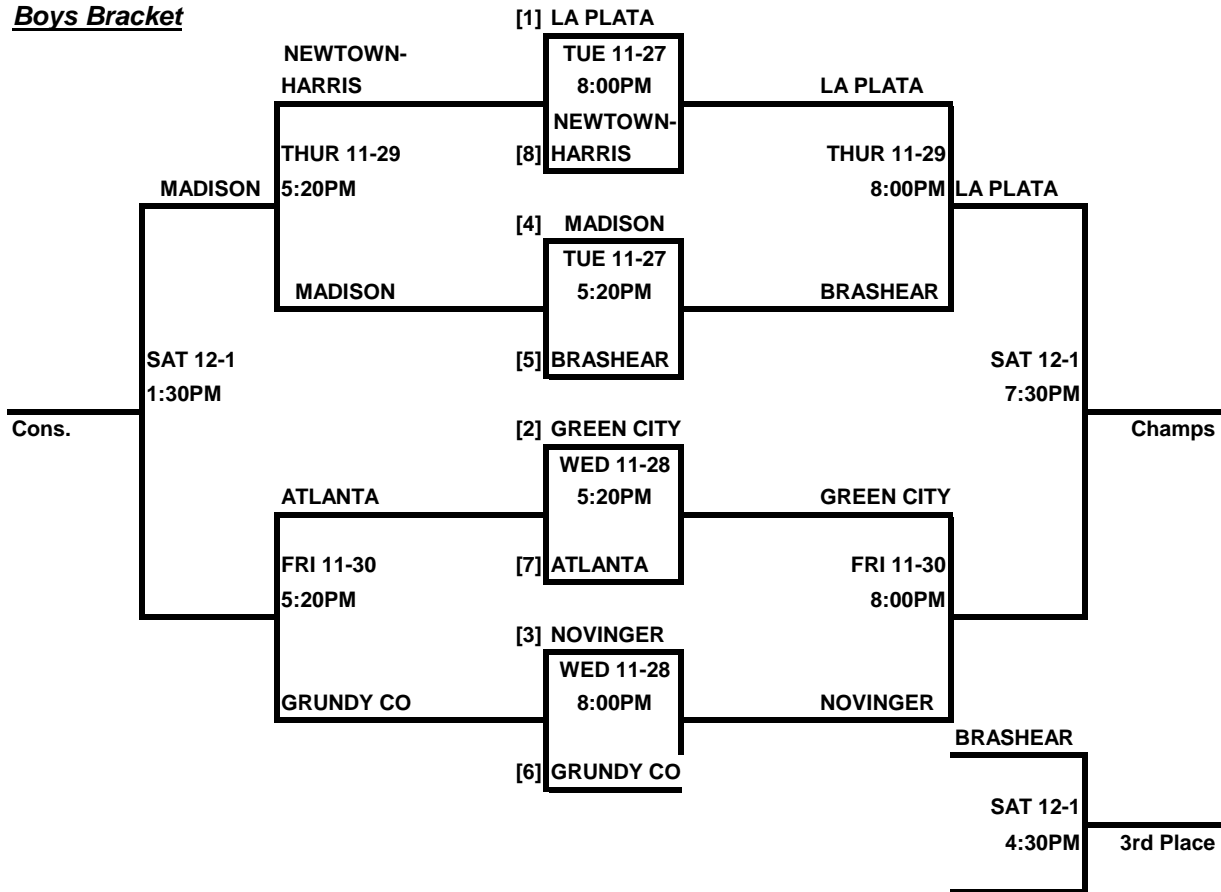 Boys Bracket
[1] LA PLATA
NEWTOWN-
HARRIS
TUE 11-27
8:00PM
LA PLATA
NEWTOWN-
[8] HARRIS
THUR 11-29
5:20PM
THUR 11-29
8:00PM
MADISON
LA PLATA
[4] MADISON
TUE 11-27
5:20PM
MADISON
BRASHEAR
[5] BRASHEAR
SAT 12-1
1:30PM
SAT 12-1
7:30PM
Cons.
Champs
[2] GREEN CITY
WED 11-28
5:20PM
ATLANTA
GREEN CITY
[7] ATLANTA
FRI 11-30
5:20PM
FRI 11-30
8:00PM
[3] NOVINGER
WED 11-28
8:00PM
GRUNDY CO
NOVINGER
[6] GRUNDY CO
BRASHEAR
SAT 12-1
4:30PM
3rd Place